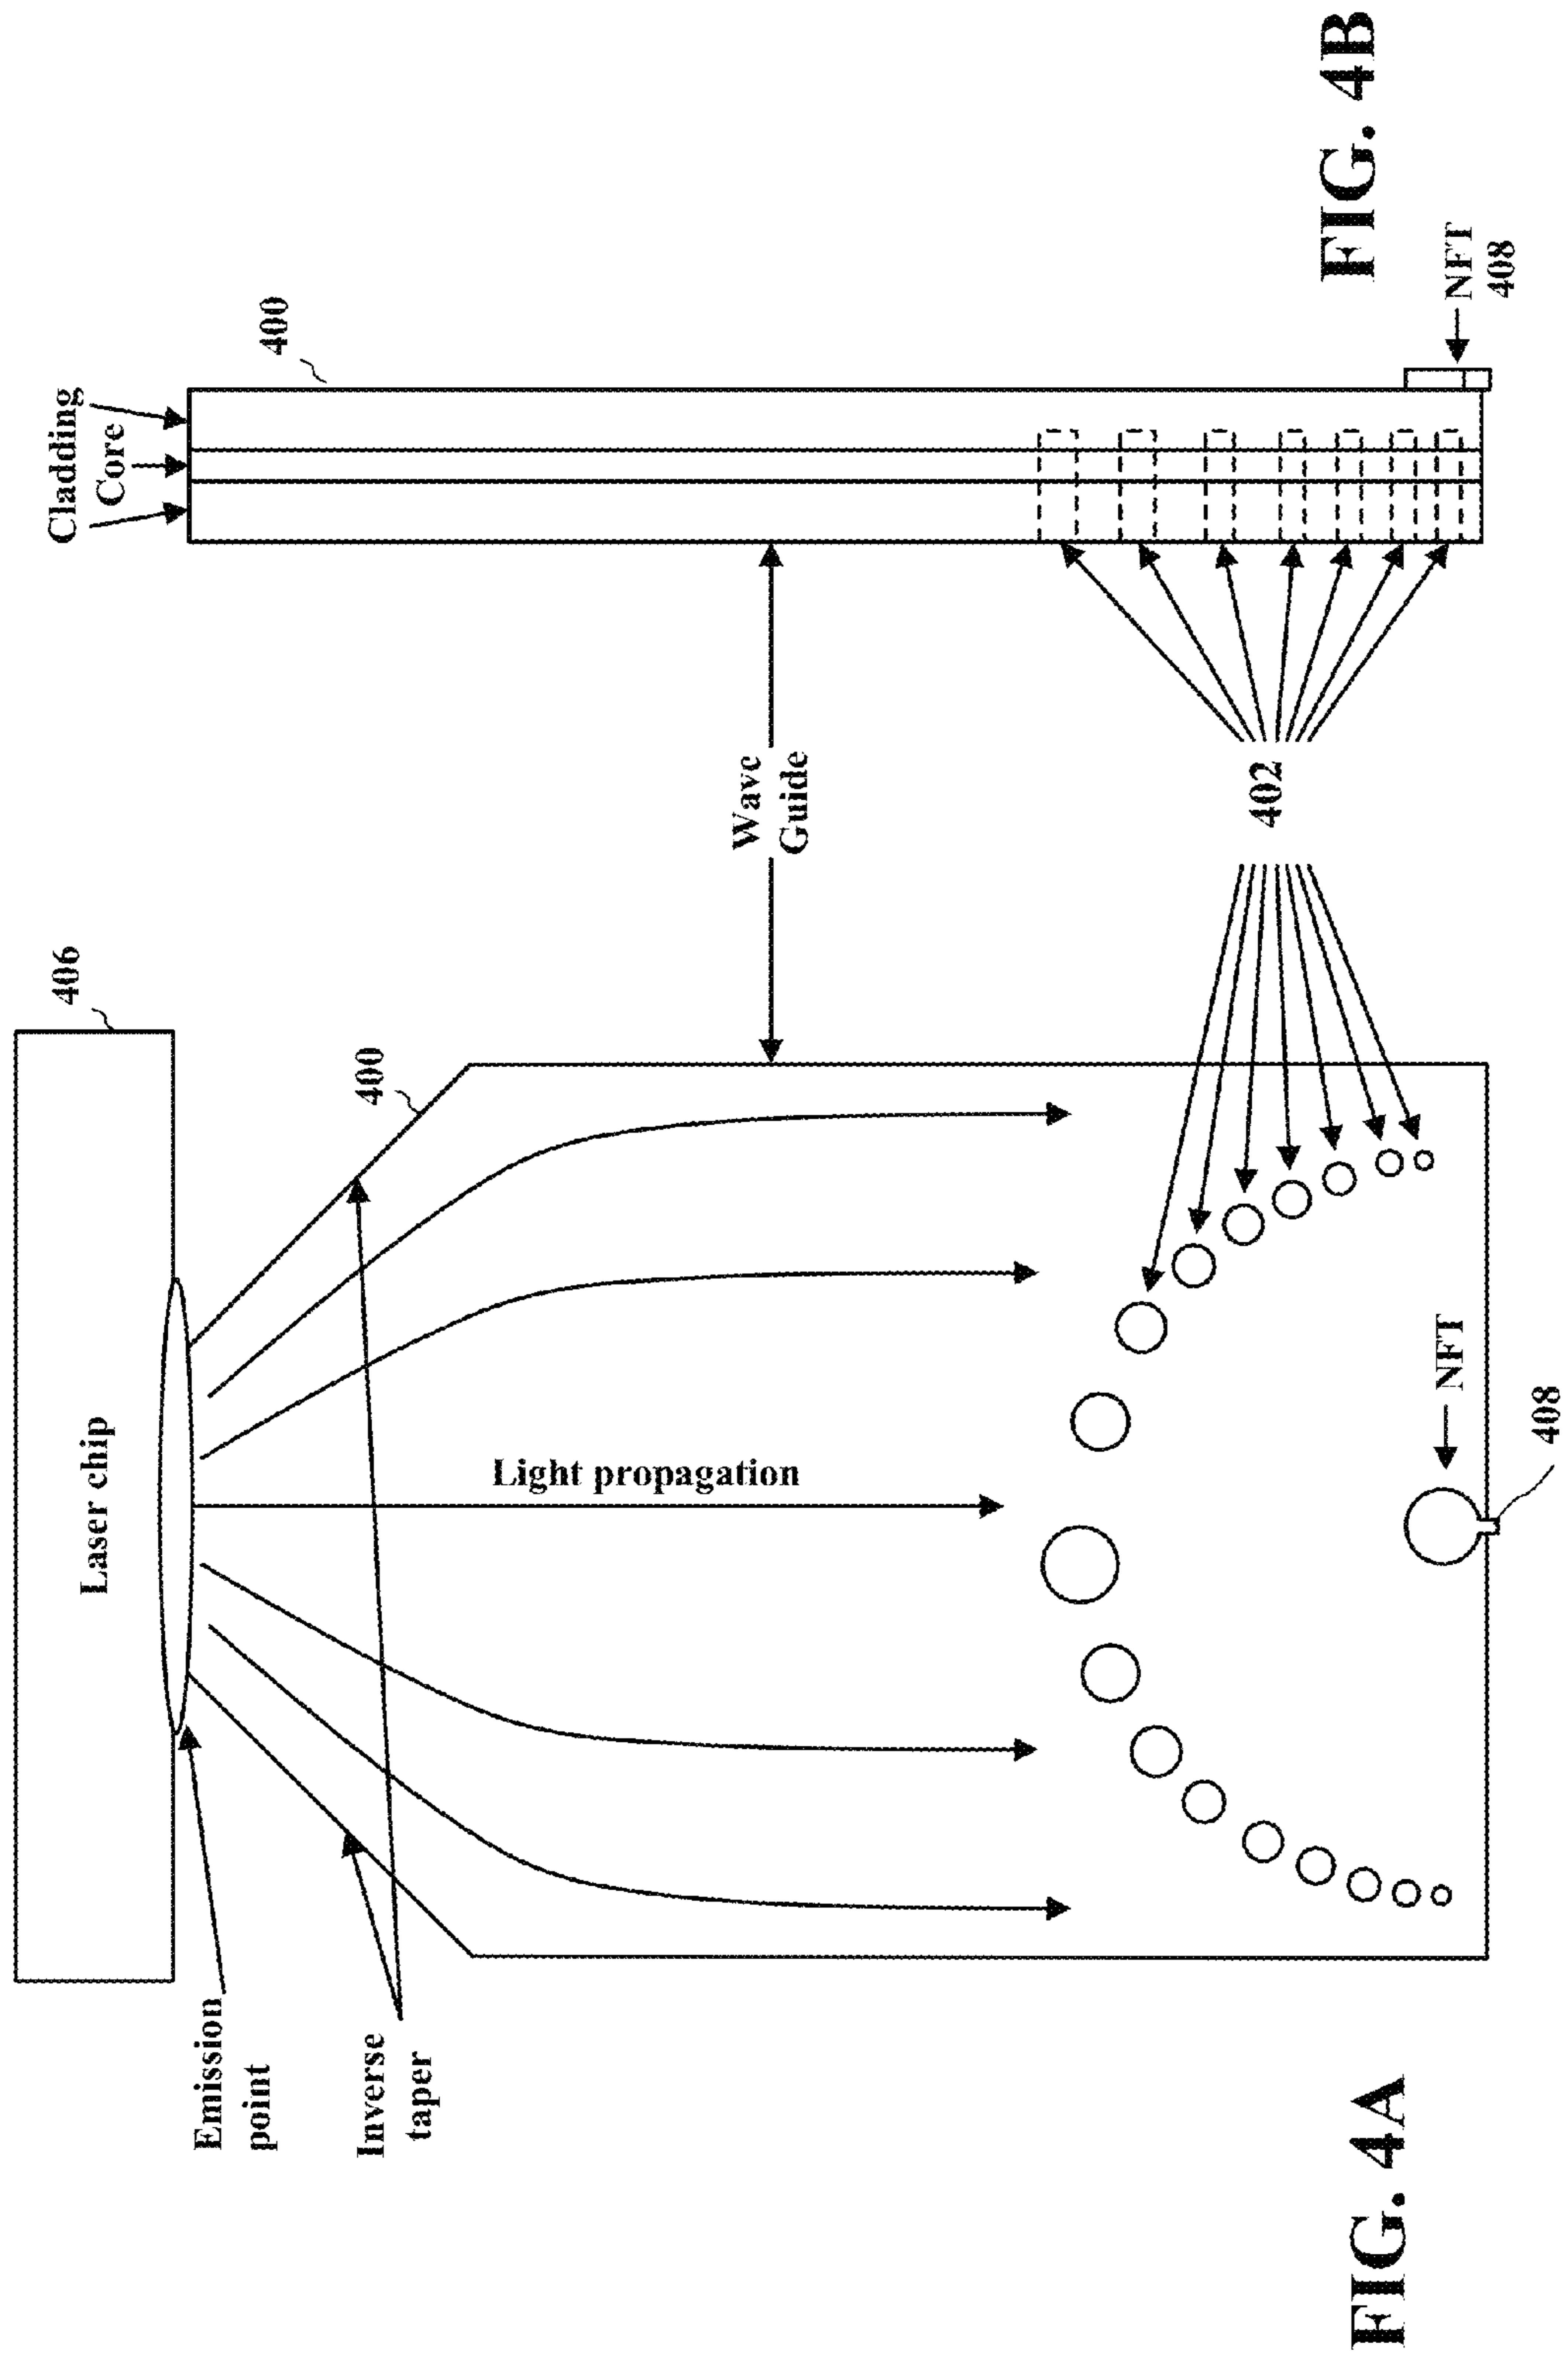 406
Laser chip
400
Emission
point
Inverse
taper
Light propagation
Wavc
Guide
402
NFT
408
FIG. 4A
Cladding
Core
400
NFT
408
FIG. 4B